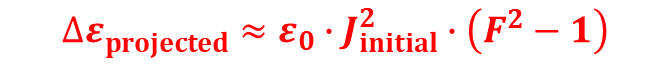 Δε_projected ≈ ε₀ · J²_initial · (F² − 1)